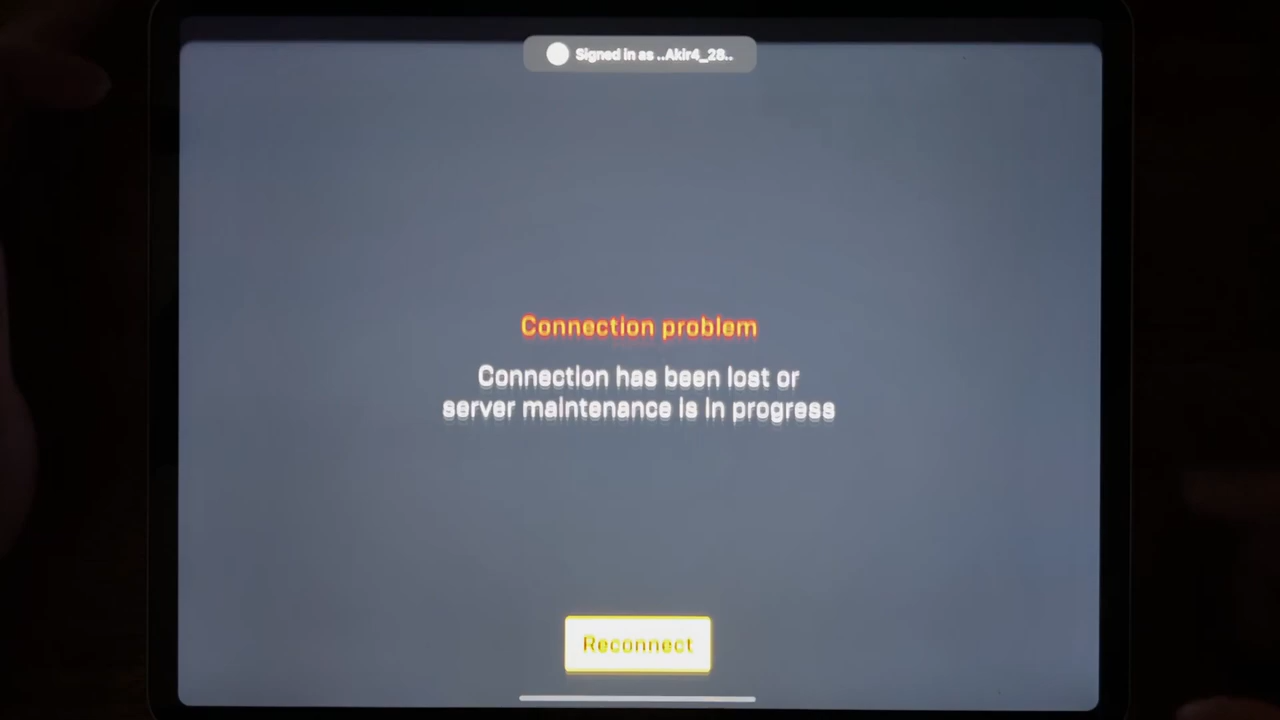 Signed in as ..Akir4_28..
Connection problem
Connection has been lost or
server maintenance is in progress
Reconnect